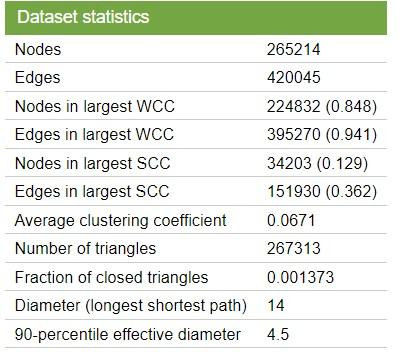 Dataset statistics
Nodes 265214
Edges 420045
Nodes in largest WCC 224832 (0.848)
Edges in largest WCC 395270 (0.941)
Nodes in largest SCC 34203 (0.129)
Edges in largest SCC 151930 (0.362)
Average clustering coefficient 0.0671
Number of triangles 267313
Fraction of closed triangles 0.001373
Diameter (longest shortest path) 14
90-percentile effective diameter 4.5